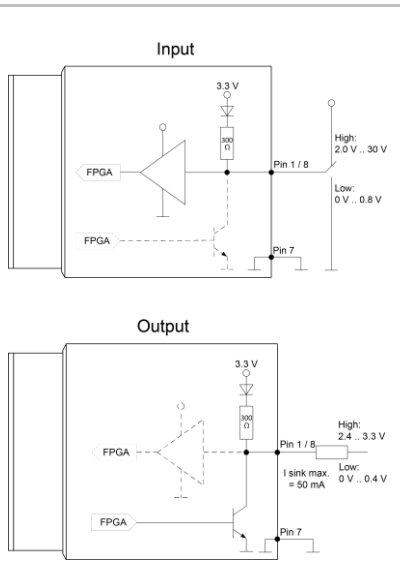 Input
3.3 V
300
Ω
High:
2.0 V .. 30 V
Pin 1 / 8
FPGA
Low:
0 V .. 0.8 V
FPGA
Pin 7
Output
3.3 V
300
Ω
High:
2.4 .. 3.3 V
Pin 1 / 8
FPGA
I sink max.
= 50 mA
Low:
0 V .. 0.4 V
FPGA
Pin 7